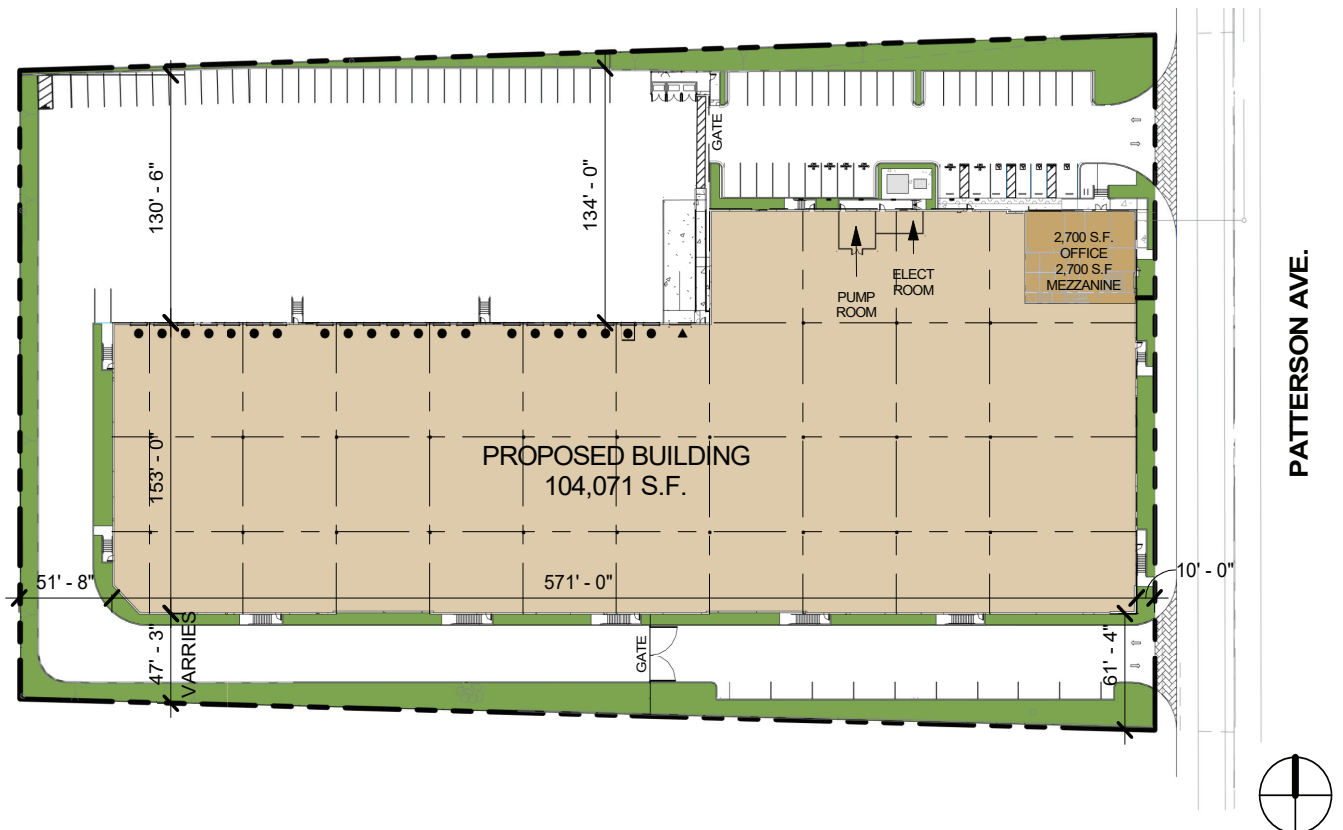 GATE
130' - 6"
134' - 0"
2,700 S.F.
OFFICE
2,700 S.F
MEZZANINE
ELECT
ROOM
PUMP
ROOM
PATTERSON AVE.
PROPOSED BUILDING
104,071 S.F.
153' - 0"
51' - 8"
571' - 0"
10' - 0"
47' - 3"
VARRIES
GATE
61' - 4"